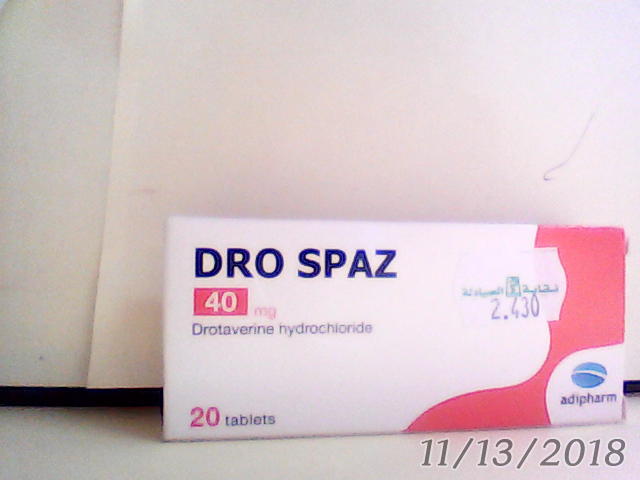 DRO SPAZ
40 mg
Drotaverine hydrochloride
نقابة الصيادلة
2.430
20 tablets
adipharm
11/13/2018